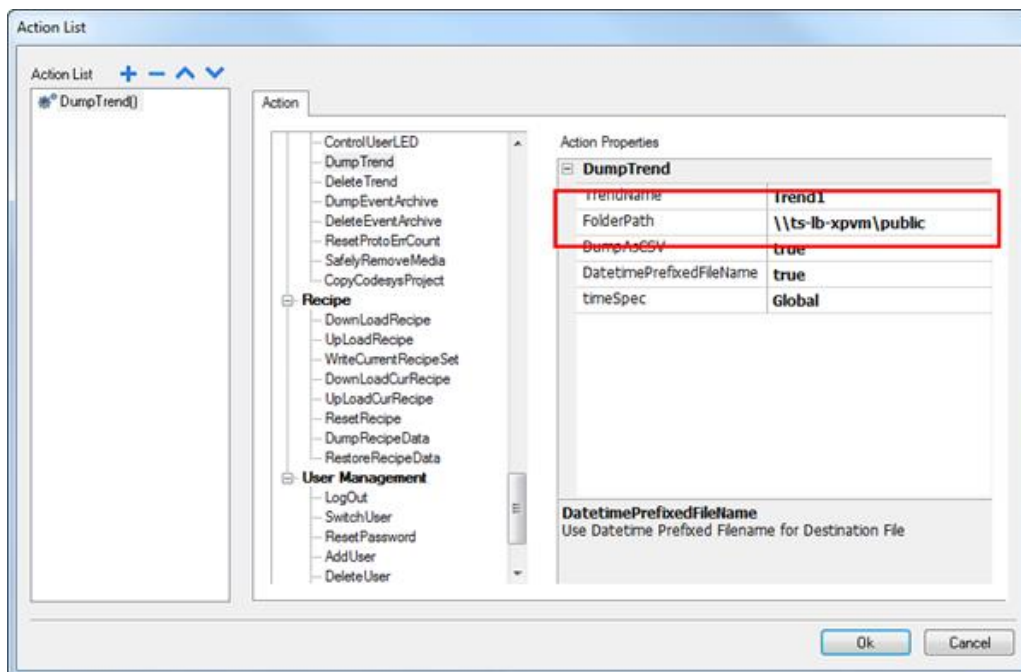 Action List
Action List
DumpTrend()
Action
ControlUserLED
DumpTrend
DeleteTrend
DumpEventArchive
DeleteEventArchive
ResetProtoErrCount
SafelyRemoveMedia
CopyCodesysProject
Recipe
DownLoadRecipe
UpLoadRecipe
WriteCurrentRecipeSet
DownLoadCurRecipe
UpLoadCurRecipe
ResetRecipe
DumpRecipeData
RestoreRecipeData
User Management
LogOut
SwitchUser
ResetPassword
AddUser
DeleteUser
Action Properties
DumpTrend
TrendName Trend1
FolderPath \\ts-lb-xpvm\public
DumpAsCSV true
DatetimePrefixedFileName true
timeSpec Global
DatetimePrefixedFileName
Use Datetime Prefixed Filename for Destination File
Ok Cancel